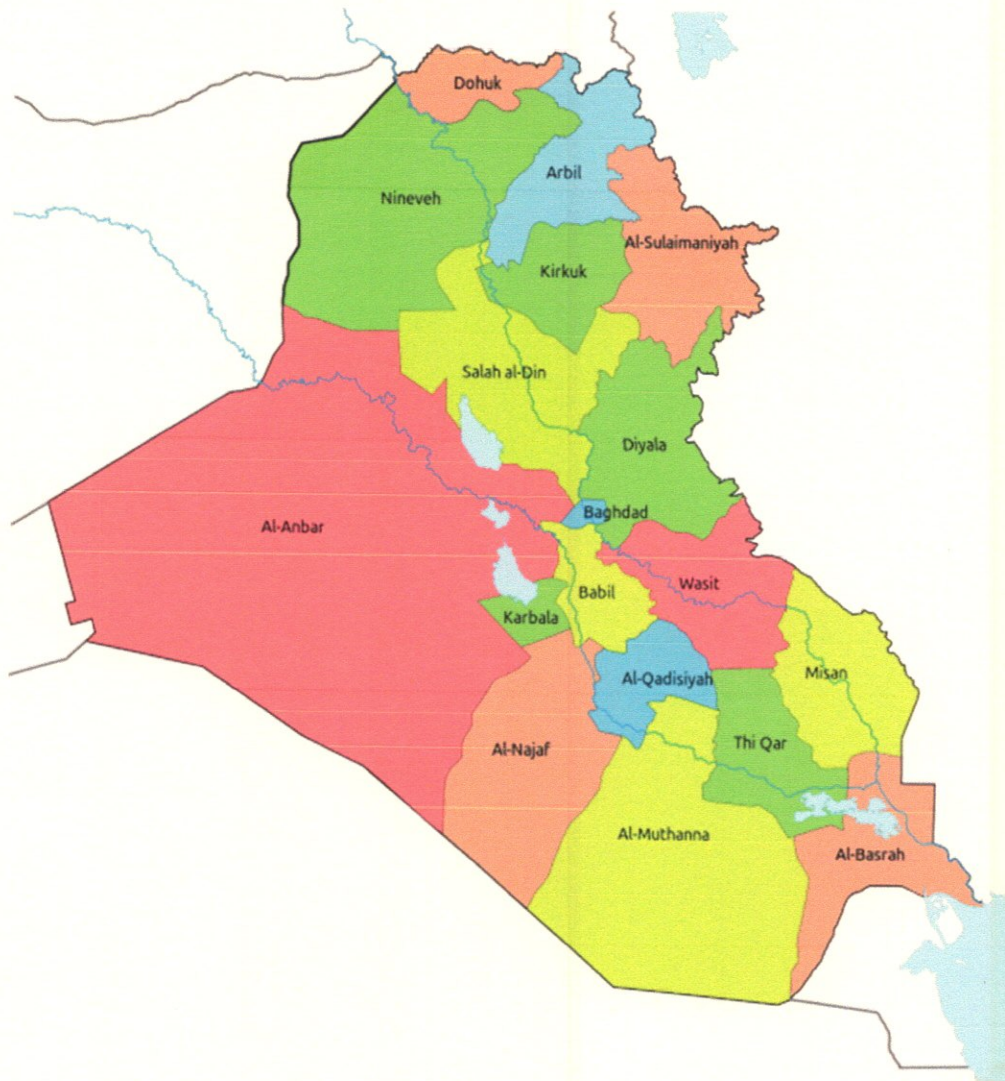 Dohuk
Arbil
Nineveh
Al-Sulaimaniyah
Kirkuk
Salah al-Din
Diyala
Baghdad
Al-Anbar
Wasit
Babil
Karbala
Misan
Al-Qadisiyah
Thi Qar
Al-Najaf
Al-Muthanna
Al-Basrah